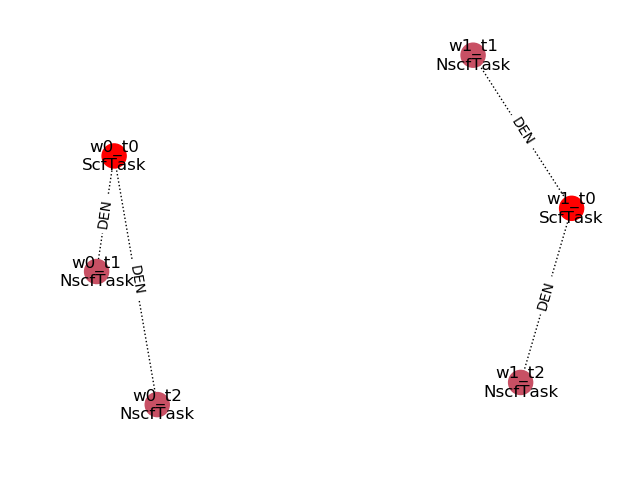 w1_t1
NscfTask
DEN
w0_t0
ScfTask
w1_t0
ScfTask
DEN
w0_t1
NscfTask
DEN
DEN
w1_t2
NscfTask
w0_t2
NscfTask